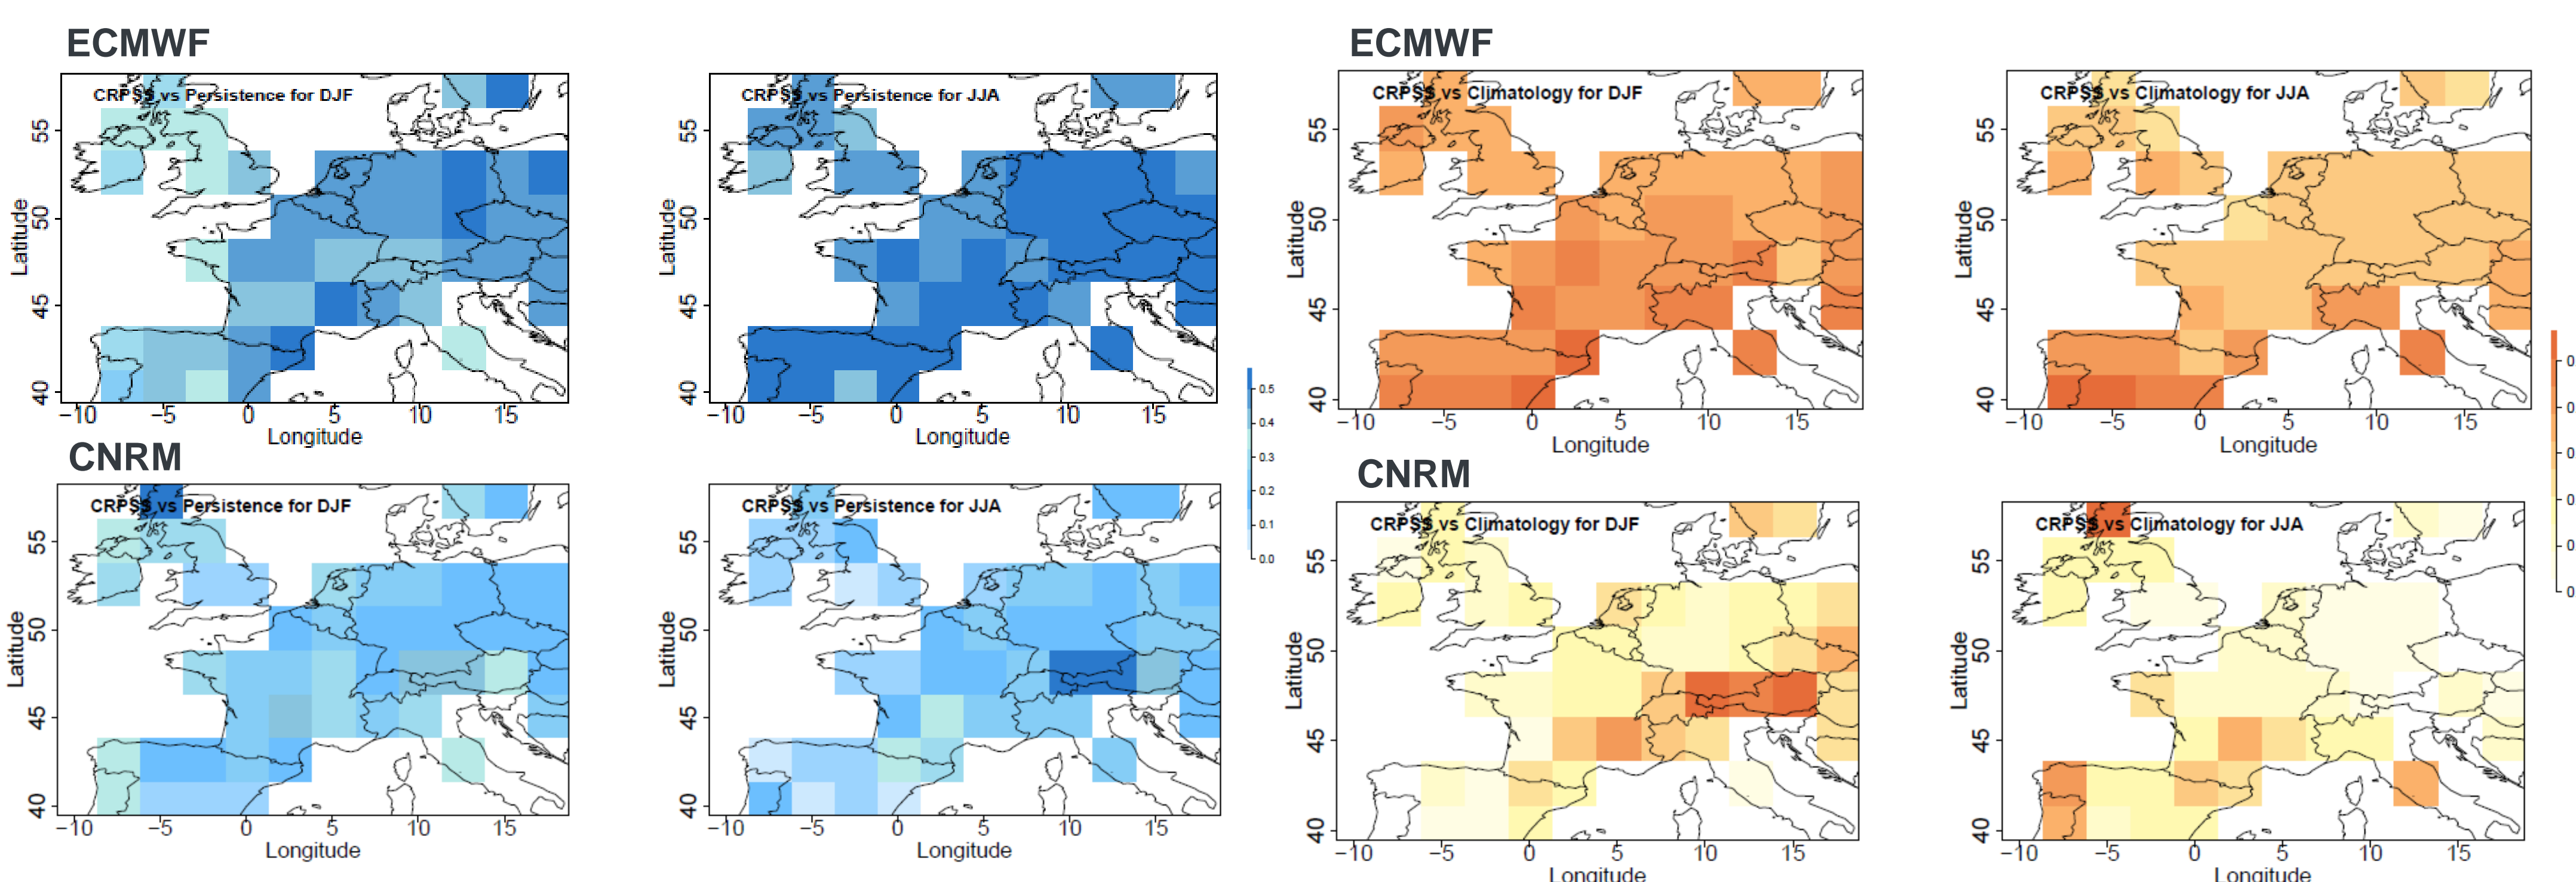 ECMWF
CRPSS vs Persistence for DJF
Latitude
40 45 50 55
−10 −5 0 5 10 15
Longitude
CRPSS vs Persistence for JJA
Latitude
40 45 50 55
−10 −5 0 5 10 15
Longitude
CNRM
CRPSS vs Persistence for DJF
Latitude
40 45 50 55
−10 −5 0 5 10 15
Longitude
CRPSS vs Persistence for JJA
Latitude
40 45 50 55
−10 −5 0 5 10 15
Longitude
0.5
0.4
0.3
0.2
0.1
0.0
ECMWF
CRPSS vs Climatology for DJF
Latitude
40 45 50 55
−10 −5 0 5 10 15
Longitude
CRPSS vs Climatology for JJA
Latitude
40 45 50 55
−10 −5 0 5 10 15
Longitude
CNRM
CRPSS vs Climatology for DJF
Latitude
40 45 50 55
−10 −5 0 5 10 15
Longitude
CRPSS vs Climatology for JJA
Latitude
40 45 50 55
−10 −5 0 5 10 15
Longitude